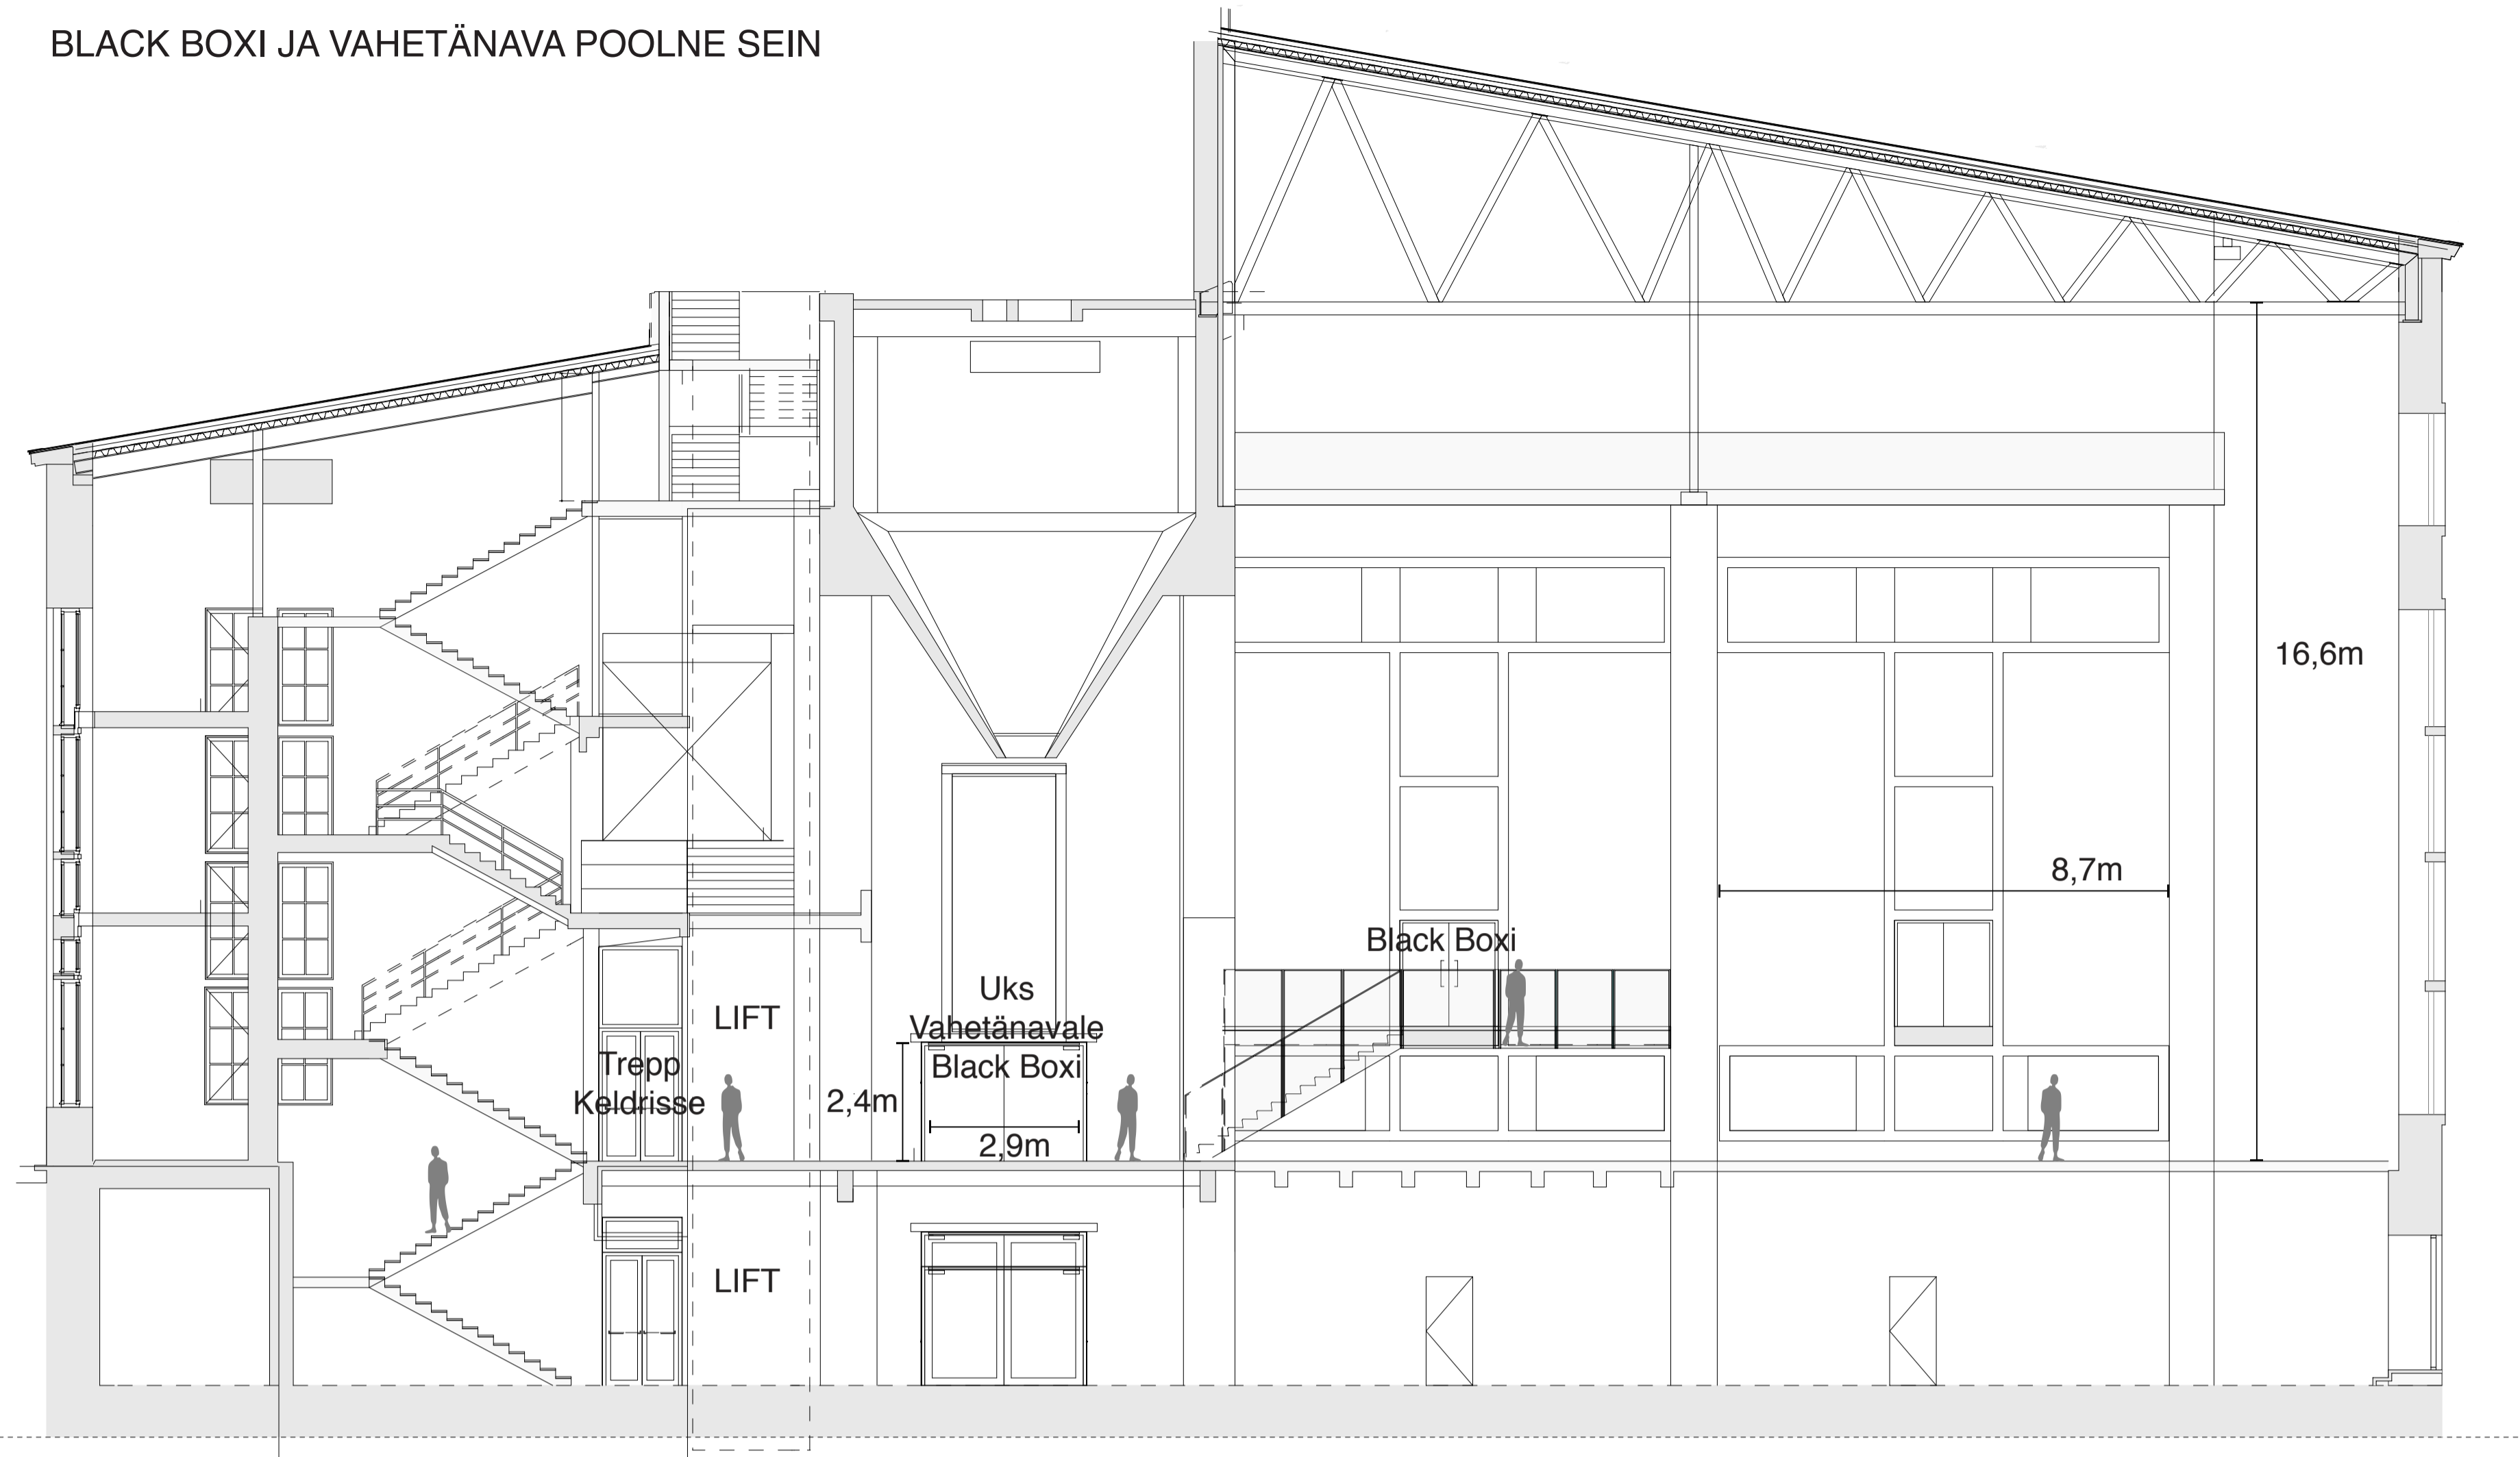 BLACK BOXI JA VAHETÄNAVA POOLNE SEIN
16,6m
8,7m
Black Boxi
Uks
Vahetänavale
Black Boxi
LIFT
Trepp
Keldrisse
2,4m
2,9m
LIFT